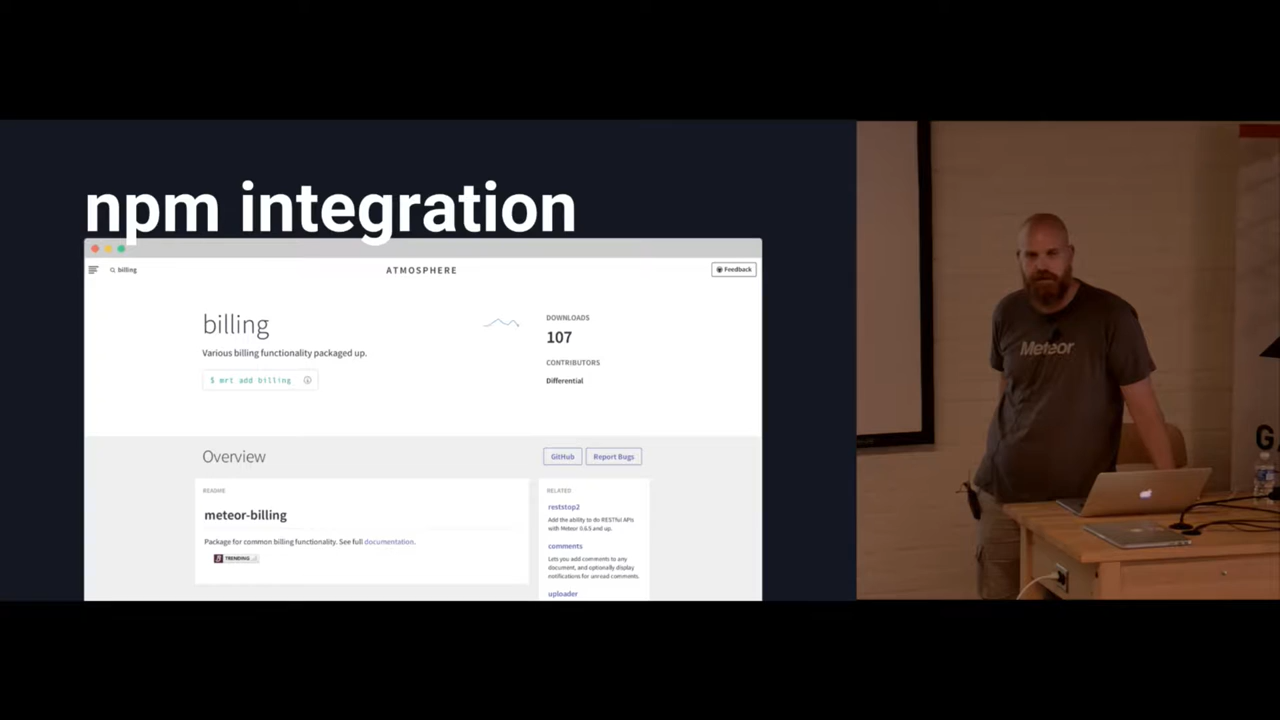 npm integration
billing
ATMOSPHERE
Feedback
billing
Various billing functionality packaged up.
$ mrt add billing
DOWNLOADS
107
CONTRIBUTORS
Differential
Overview
GitHub
Report Bugs
README
meteor-billing
Package for common billing functionality. See full documentation.
TRENDING
RELATED
reststop2
Add the ability to do RESTful APIs
with Meteor 0.6.5 and up.
comments
Lets you add comments to any
document, and optionally display
notifications for unread comments.
uploader
Meteor
G